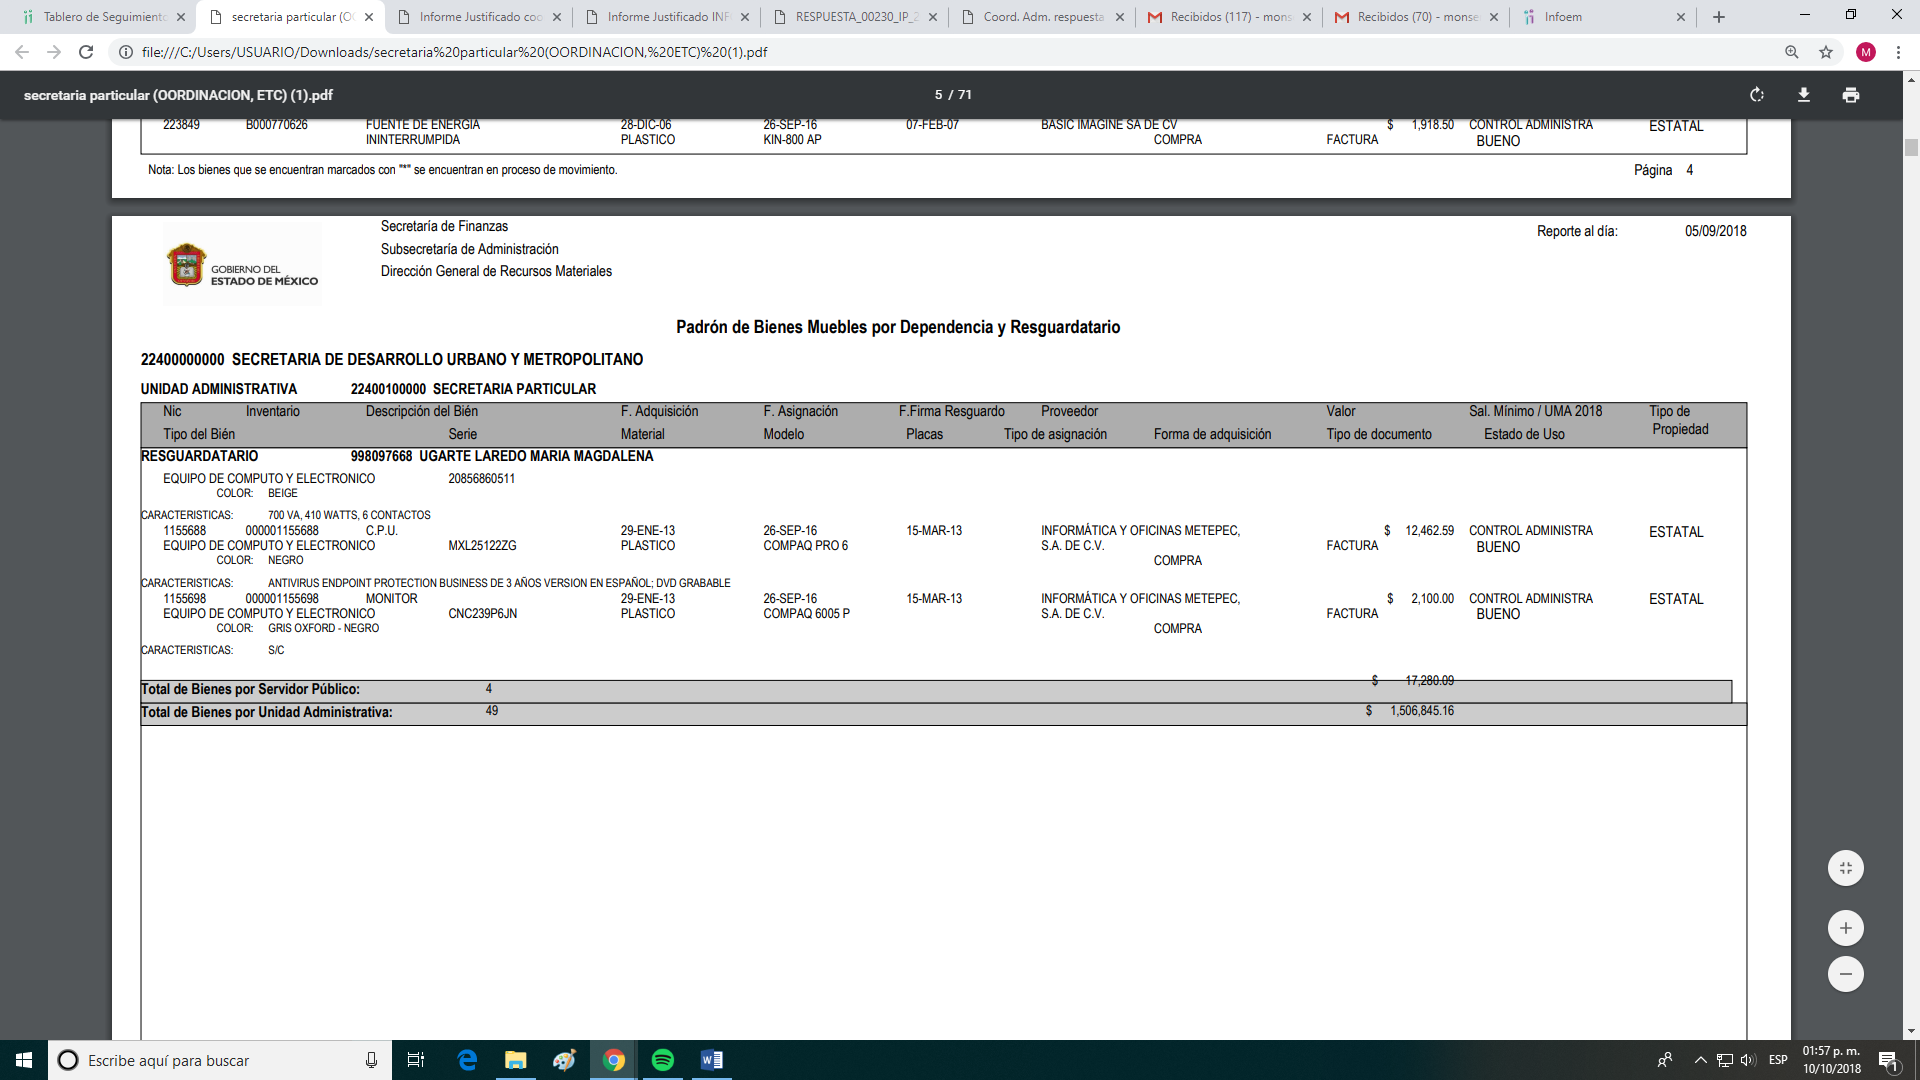 Tablero de Seguimiento
secretaria particular (O
Informe Justificado coo
Informe Justificado INF
RESPUESTA_00230_IP_2
Coord. Adm. respuesta
Recibidos (117) - mons
Recibidos (70) - monse
Infoem
file:///C:/Users/USUARIO/Downloads/secretaria%20particular%20(OORDINACION,%20ETC)%20(1).pdf
M
secretaria particular (OORDINACION, ETC) (1).pdf
5 / 71
223849 B000770626 FUENTE DE ENERGIA 28-DIC-06 26-SEP-16 07-FEB-07 BASIC IMAGINE SA DE CV $ 1,918.50 CONTROL ADMINISTRA ESTATAL
ININTERRUMPIDA PLASTICO KIN-800 AP COMPRA FACTURA BUENO
Nota: Los bienes que se encuentran marcados con "*" se encuentran en proceso de movimiento. Página 4
Secretaría de Finanzas
Subsecretaría de Administración
Dirección General de Recursos Materiales
GOBIERNO DEL
ESTADO DE MÉXICO
Reporte al día: 05/09/2018
Padrón de Bienes Muebles por Dependencia y Resguardatario
22400000000 SECRETARIA DE DESARROLLO URBANO Y METROPOLITANO
UNIDAD ADMINISTRATIVA 22400100000 SECRETARIA PARTICULAR
Nic Inventario Descripción del Bién F. Adquisición F. Asignación F.Firma Resguardo Proveedor Valor Sal. Mínimo / UMA 2018 Tipo de
Tipo del Bién Serie Material Modelo Placas Tipo de asignación Forma de adquisición Tipo de documento Estado de Uso Propiedad
RESGUARDATARIO 998097668 UGARTE LAREDO MARIA MAGDALENA
EQUIPO DE COMPUTO Y ELECTRONICO 20856860511
COLOR: BEIGE
CARACTERISTICAS: 700 VA, 410 WATTS, 6 CONTACTOS
1155688 000001155688 C.P.U. 29-ENE-13 26-SEP-16 15-MAR-13 INFORMÁTICA Y OFICINAS METEPEC, $ 12,462.59 CONTROL ADMINISTRA ESTATAL
EQUIPO DE COMPUTO Y ELECTRONICO MXL25122ZG PLASTICO COMPAQ PRO 6 S.A. DE C.V. FACTURA BUENO
COLOR: NEGRO COMPRA
CARACTERISTICAS: ANTIVIRUS ENDPOINT PROTECTION BUSINESS DE 3 AÑOS VERSION EN ESPAÑOL; DVD GRABABLE
1155698 000001155698 MONITOR 29-ENE-13 26-SEP-16 15-MAR-13 INFORMÁTICA Y OFICINAS METEPEC, $ 2,100.00 CONTROL ADMINISTRA ESTATAL
EQUIPO DE COMPUTO Y ELECTRONICO CNC239P6JN PLASTICO COMPAQ 6005 P S.A. DE C.V. FACTURA BUENO
COLOR: GRIS OXFORD - NEGRO COMPRA
CARACTERISTICAS: S/C
Total de Bienes por Servidor Público: 4 $ 17,280.09
Total de Bienes por Unidad Administrativa: 49 $ 1,506,845.16
Escribe aquí para buscar
ESP
01:57 p. m.
10/10/2018
1